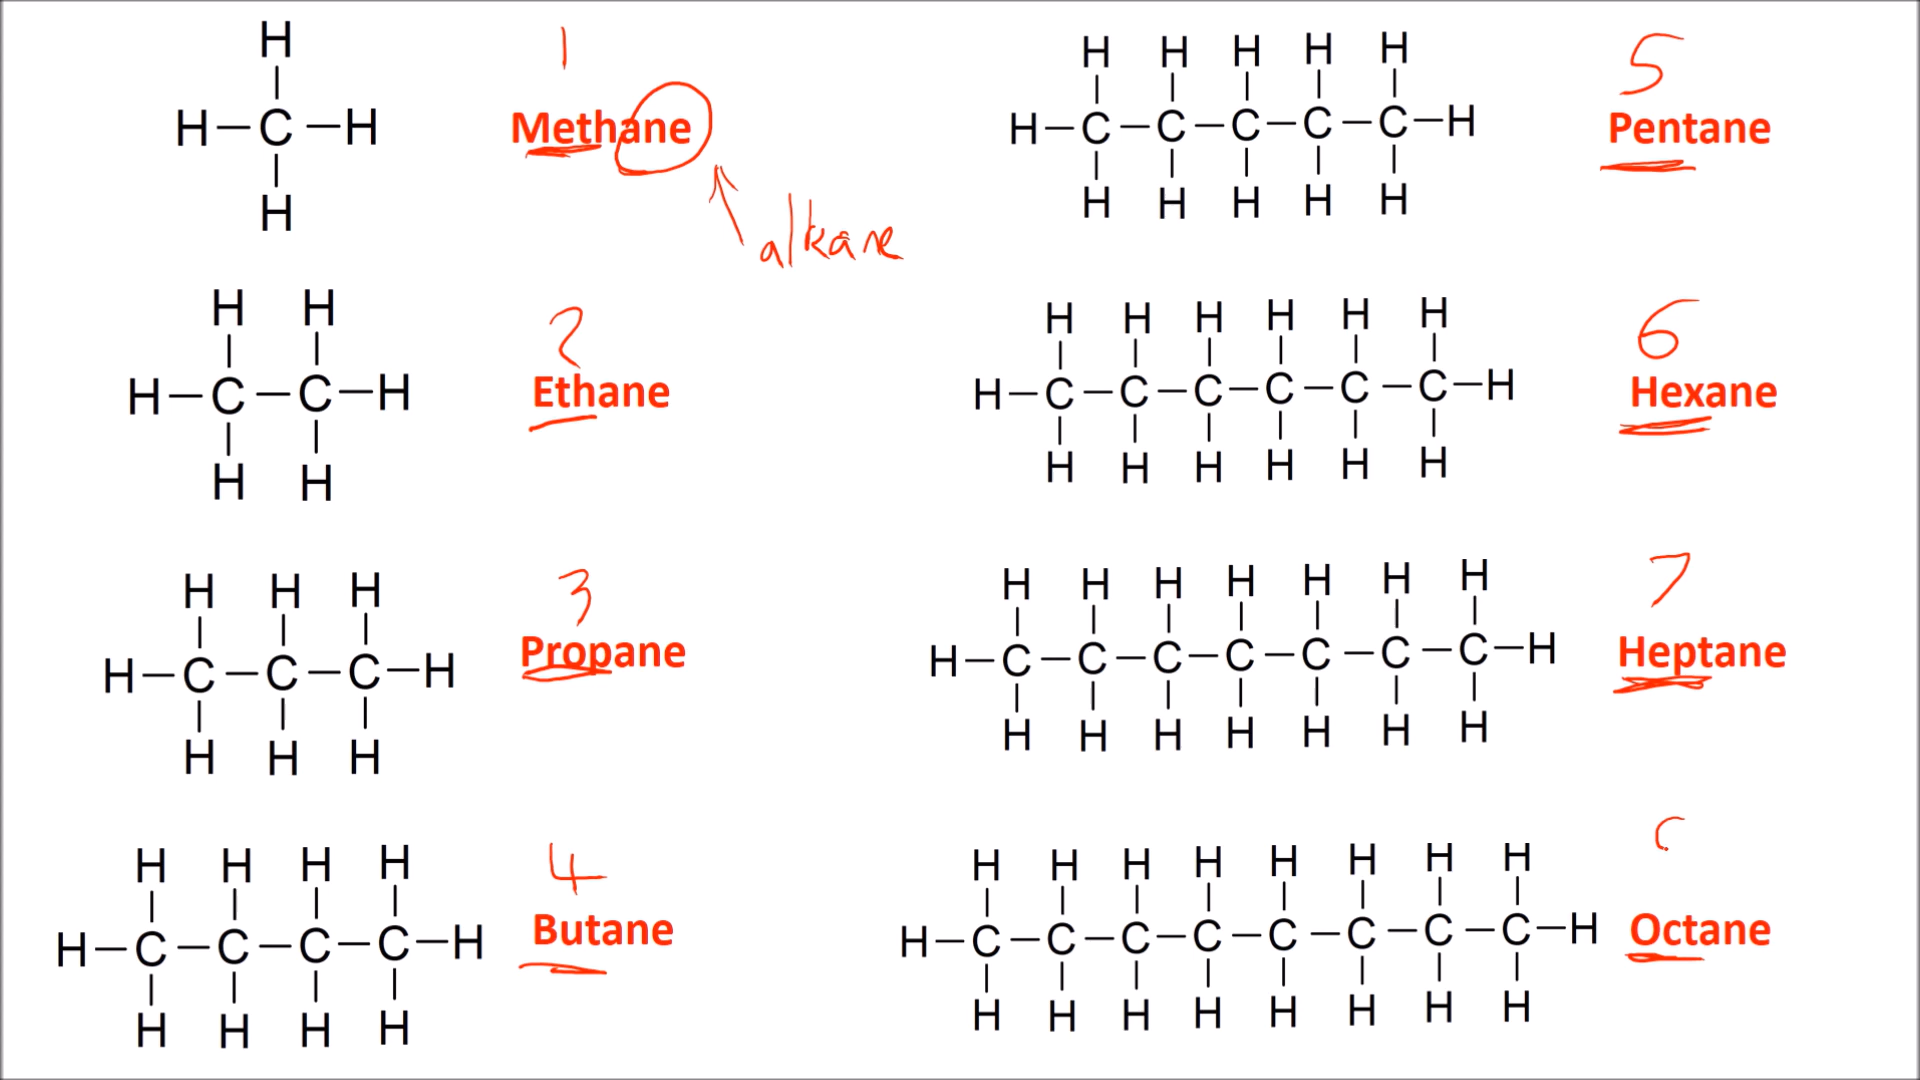 H
1
H–C–H
Methane
H
alkane
H H
2
H–C–C–H
Ethane
H H
H H H
3
H–C–C–C–H
Propane
H H H
H H H H
4
H–C–C–C–C–H
Butane
H H H H
H H H H H
5
H–C–C–C–C–C–H
Pentane
H H H H H
H H H H H H
6
H–C–C–C–C–C–C–H
Hexane
H H H H H H
H H H H H H H
7
H–C–C–C–C–C–C–C–H
Heptane
H H H H H H H
H H H H H H H H
H–C–C–C–C–C–C–C–C–H
Octane
H H H H H H H H